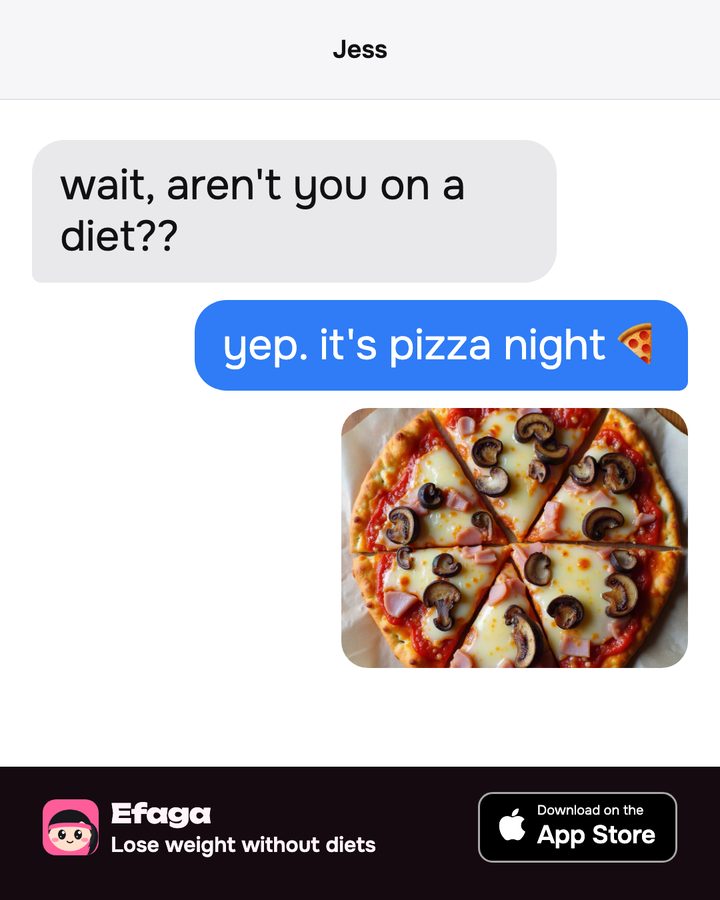 Jess
wait, aren't you on a
diet??
yep. it's pizza night 🍕
Efaga
Lose weight without diets
Download on the
App Store